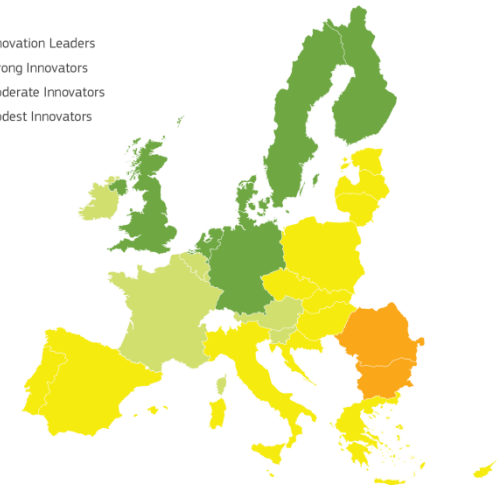 novation Leaders
rong Innovators
oderate Innovators
odest Innovators